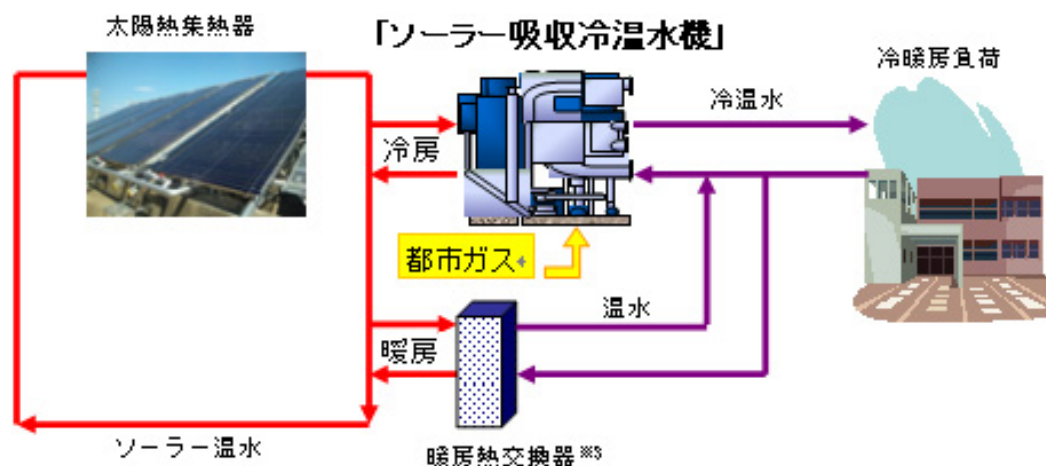 太陽熱集熱器
「ソーラー吸収冷温水機」
冷暖房負荷
冷温水
冷房
都市ガス
温水
暖房
ソーラー温水
暖房熱交換器※3